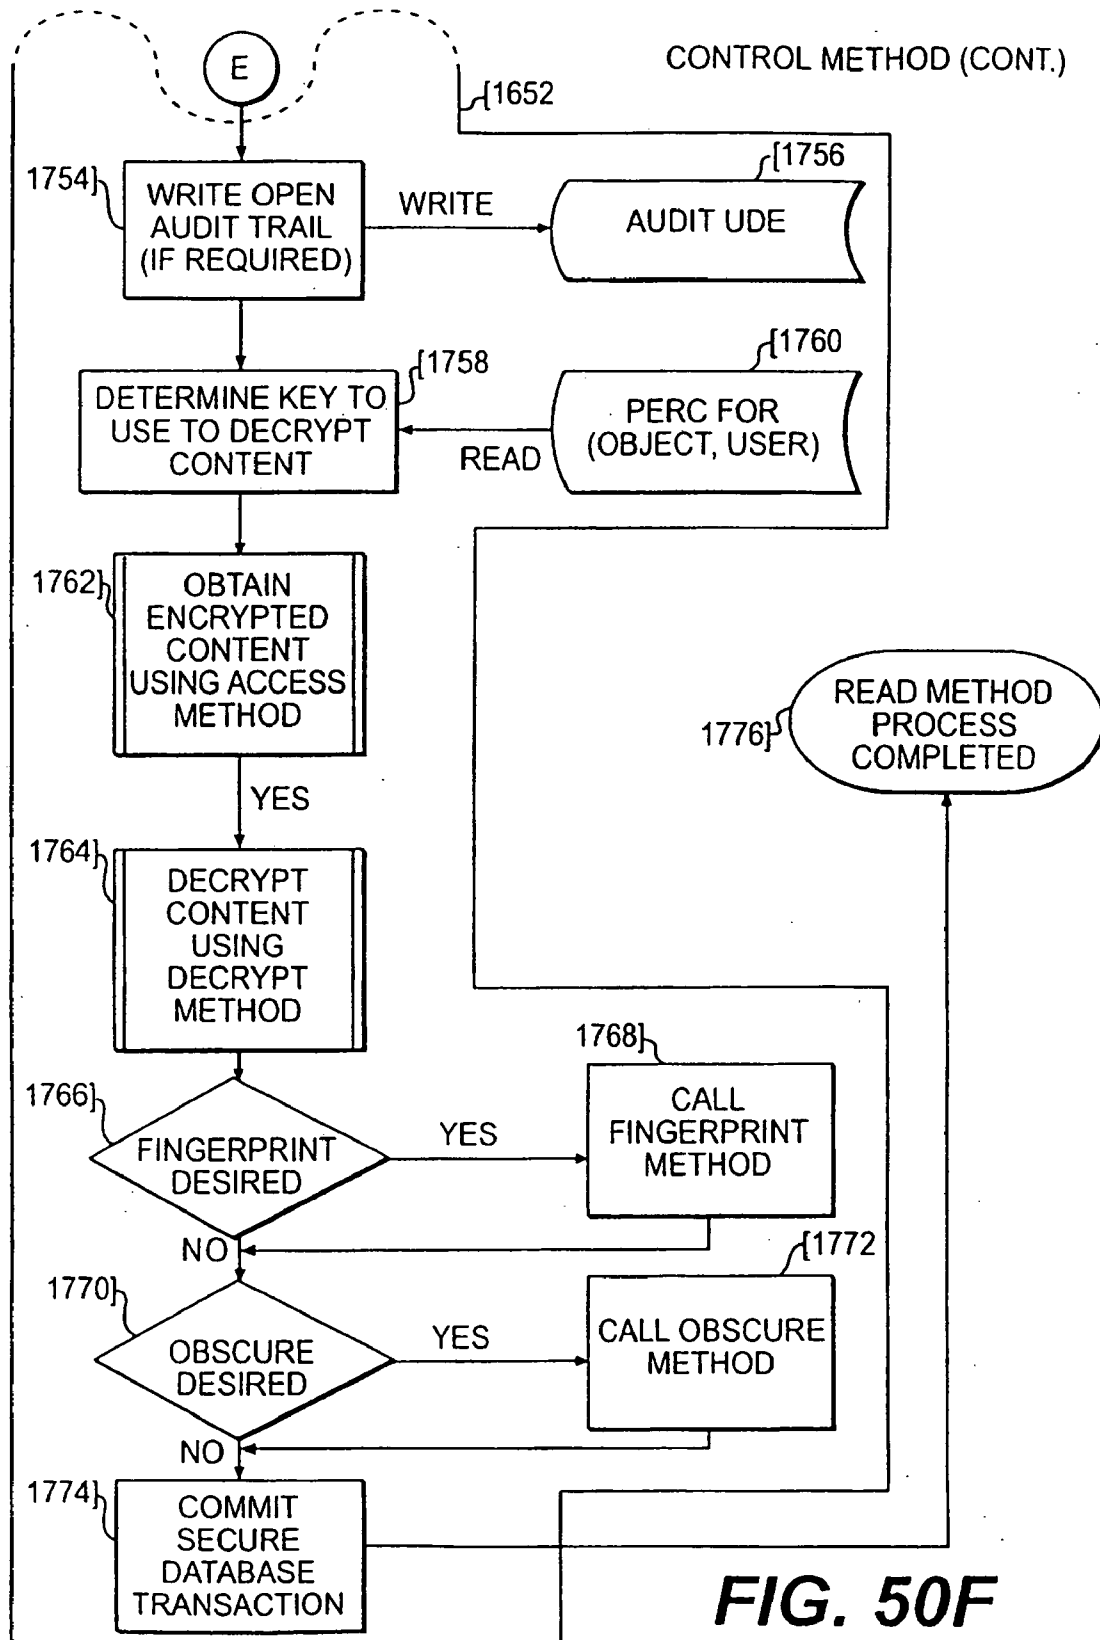 E
CONTROL METHOD (CONT.)
1652
1754
WRITE OPEN
AUDIT TRAIL
(IF REQUIRED)
WRITE
1756
AUDIT UDE
1758
DETERMINE KEY TO
USE TO DECRYPT
CONTENT
READ
1760
PERC FOR
(OBJECT, USER)
1762
OBTAIN
ENCRYPTED
CONTENT
USING ACCESS
METHOD
YES
1776
READ METHOD
PROCESS
COMPLETED
1764
DECRYPT
CONTENT
USING
DECRYPT
METHOD
1766
FINGERPRINT
DESIRED
YES
1768
CALL
FINGERPRINT
METHOD
NO
1770
OBSCURE
DESIRED
YES
1772
CALL OBSCURE
METHOD
NO
1774
COMMIT
SECURE
DATABASE
TRANSACTION
FIG. 50F